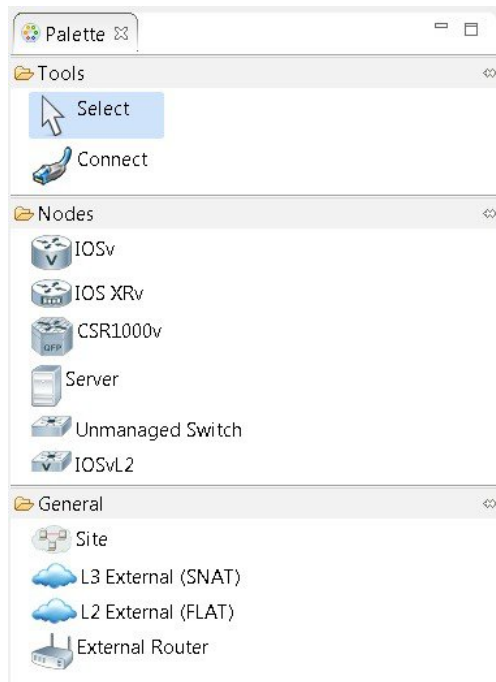 Palette
Tools
Select
Connect
Nodes
V
IOSv
IOS XRv
QFP
CSR1000v
Server
Unmanaged Switch
V
IOSvL2
General
Site
L3 External (SNAT)
L2 External (FLAT)
External Router